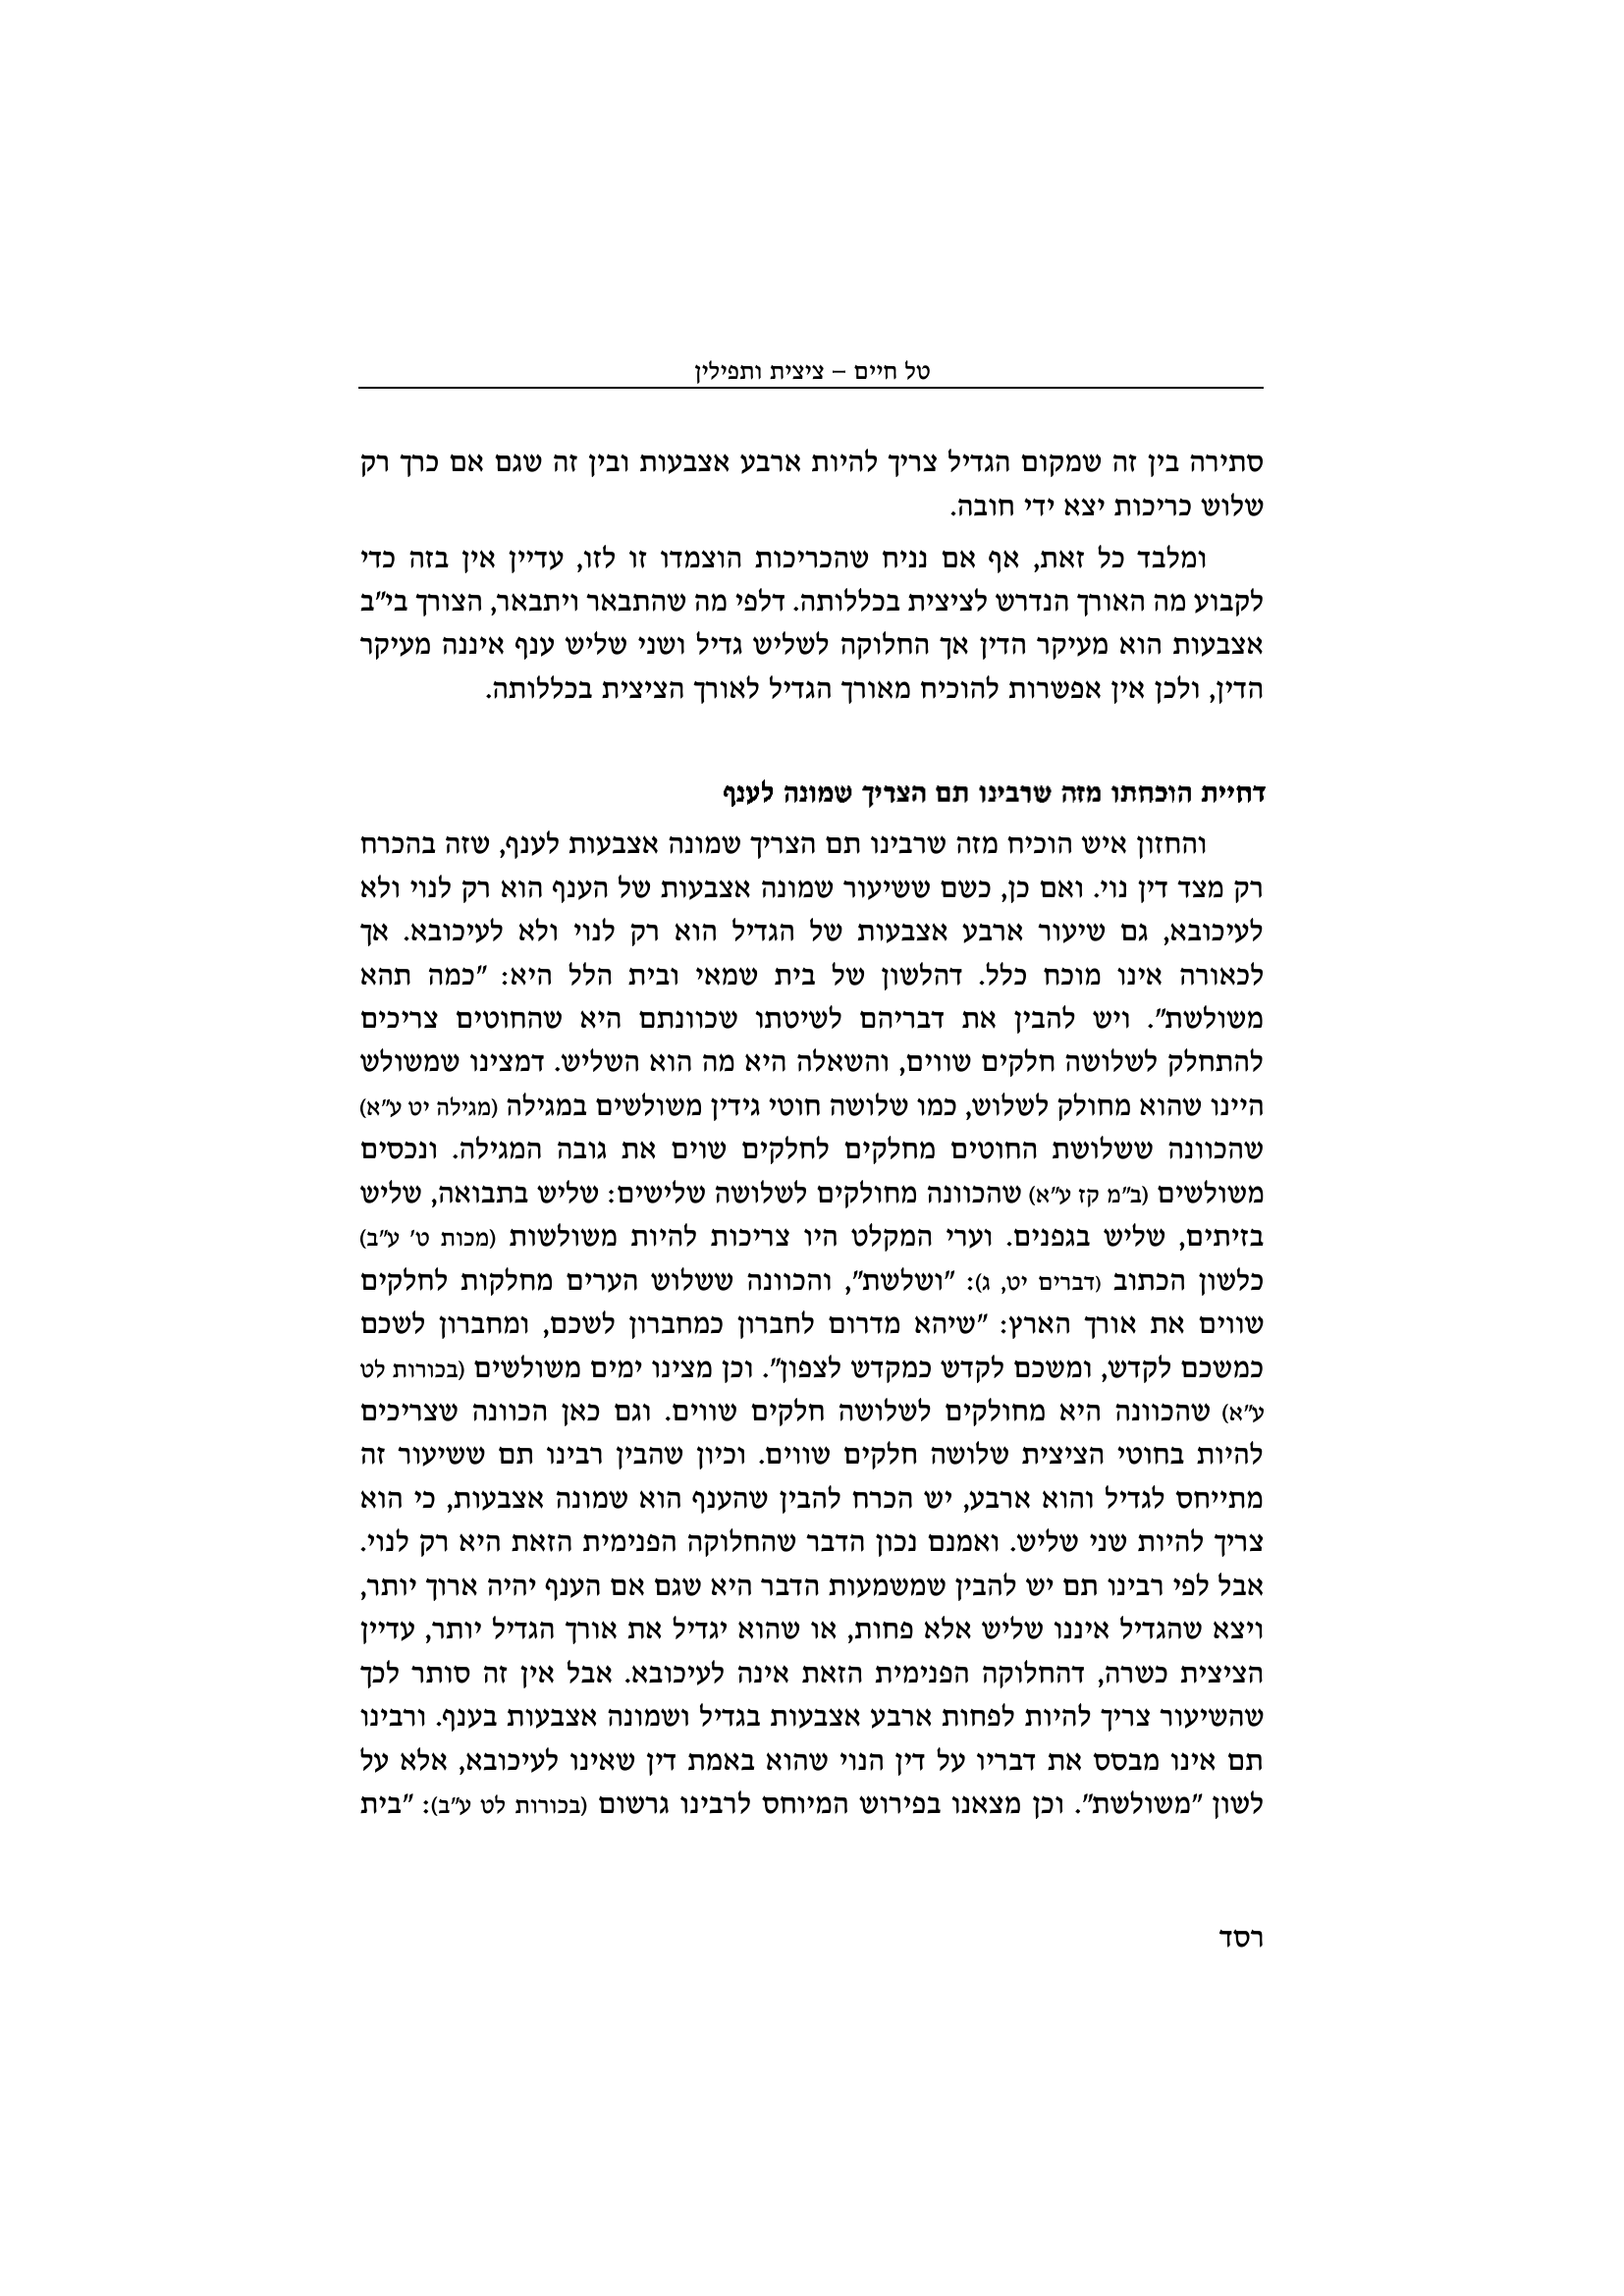 טל חיים – ציצית ותפילין
סתירה בין זה שמקום הגדיל צריך להיות ארבע אצבעות ובין זה שגם אם כרך רק
שלוש כריכות יצא ידי חובה.
ומלבד כל זאת, אף אם נניח שהכריכות הוצמדו זו לזו, עדיין אין בזה כדי
לקבוע מה האורך הנדרש לציצית בכללותה. דלפי מה שהתבאר ויתבאר, הצורך בי"ב
אצבעות הוא מעיקר הדין אך החלוקה לשליש גדיל ושני שליש ענף איננה מעיקר
הדין, ולכן אין אפשרות להוכיח מאורך הגדיל לאורך הציצית בכללותה.
דחיית הוכחתו מזה שרבינו תם הצריך שמונה לענף
והחזון איש הוכיח מזה שרבינו תם הצריך שמונה אצבעות לענף, שזה בהכרח
רק מצד דין נוי. ואם כן, כשם ששיעור שמונה אצבעות של הענף הוא רק לנוי ולא
לעיכובא, גם שיעור ארבע אצבעות של הגדיל הוא רק לנוי ולא לעיכובא. אך
לכאורה אינו מוכח כלל. דהלשון של בית שמאי ובית הלל היא: "כמה תהא
משולשת". ויש להבין את דבריהם לשיטתו שכוונתם היא שהחוטים צריכים
להתחלק לשלושה חלקים שווים, והשאלה היא מה הוא השליש. דמצינו שמשולש
היינו שהוא מחולק לשלוש, כמו שלושה חוטי גידין משולשים במגילה (מגילה יט ע"א)
שהכוונה ששלושת החוטים מחלקים לחלקים שוים את גובה המגילה. ונכסים
משולשים (ב"מ קז ע"א) שהכוונה מחולקים לשלושה שלישים: שליש בתבואה, שליש
בזיתים, שליש בגפנים. וערי המקלט היו צריכות להיות משולשות (מכות ט' ע"ב)
כלשון הכתוב (דברים יט, ג): "ושלשת", והכוונה ששלוש הערים מחלקות לחלקים
שווים את אורך הארץ: "שיהא מדרום לחברון כמחברון לשכם, ומחברון לשכם
כמשכם לקדש, ומשכם לקדש כמקדש לצפון". וכן מצינו ימים משולשים (בכורות לט
ע"א) שהכוונה היא מחולקים לשלושה חלקים שווים. וגם כאן הכוונה שצריכים
להיות בחוטי הציצית שלושה חלקים שווים. וכיון שהבין רבינו תם ששיעור זה
מתייחס לגדיל והוא ארבע, יש הכרח להבין שהענף הוא שמונה אצבעות, כי הוא
צריך להיות שני שליש. ואמנם נכון הדבר שהחלוקה הפנימית הזאת היא רק לנוי.
אבל לפי רבינו תם יש להבין שמשמעות הדבר היא שגם אם הענף יהיה ארוך יותר,
ויצא שהגדיל איננו שליש אלא פחות, או שהוא יגדיל את אורך הגדיל יותר, עדיין
הציצית כשרה, דהחלוקה הפנימית הזאת אינה לעיכובא. אבל אין זה סותר לכך
שהשיעור צריך להיות לפחות ארבע אצבעות בגדיל ושמונה אצבעות בענף. ורבינו
תם אינו מבסס את דבריו על דין הנוי שהוא באמת דין שאינו לעיכובא, אלא על
לשון "משולשת". וכן מצאנו בפירוש המיוחס לרבינו גרשום (בכורות לט ע"ב): "בית
רסד